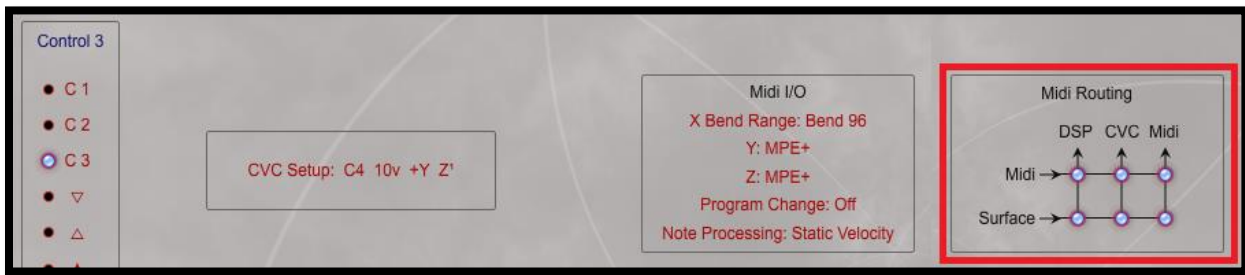 Control 3
C 1
C 2
C 3
▽
△
CVC Setup: C4 10v +Y Z¹
Midi I/O
X Bend Range: Bend 96
Y: MPE+
Z: MPE+
Program Change: Off
Note Processing: Static Velocity
Midi Routing
DSP CVC Midi
Midi
Surface